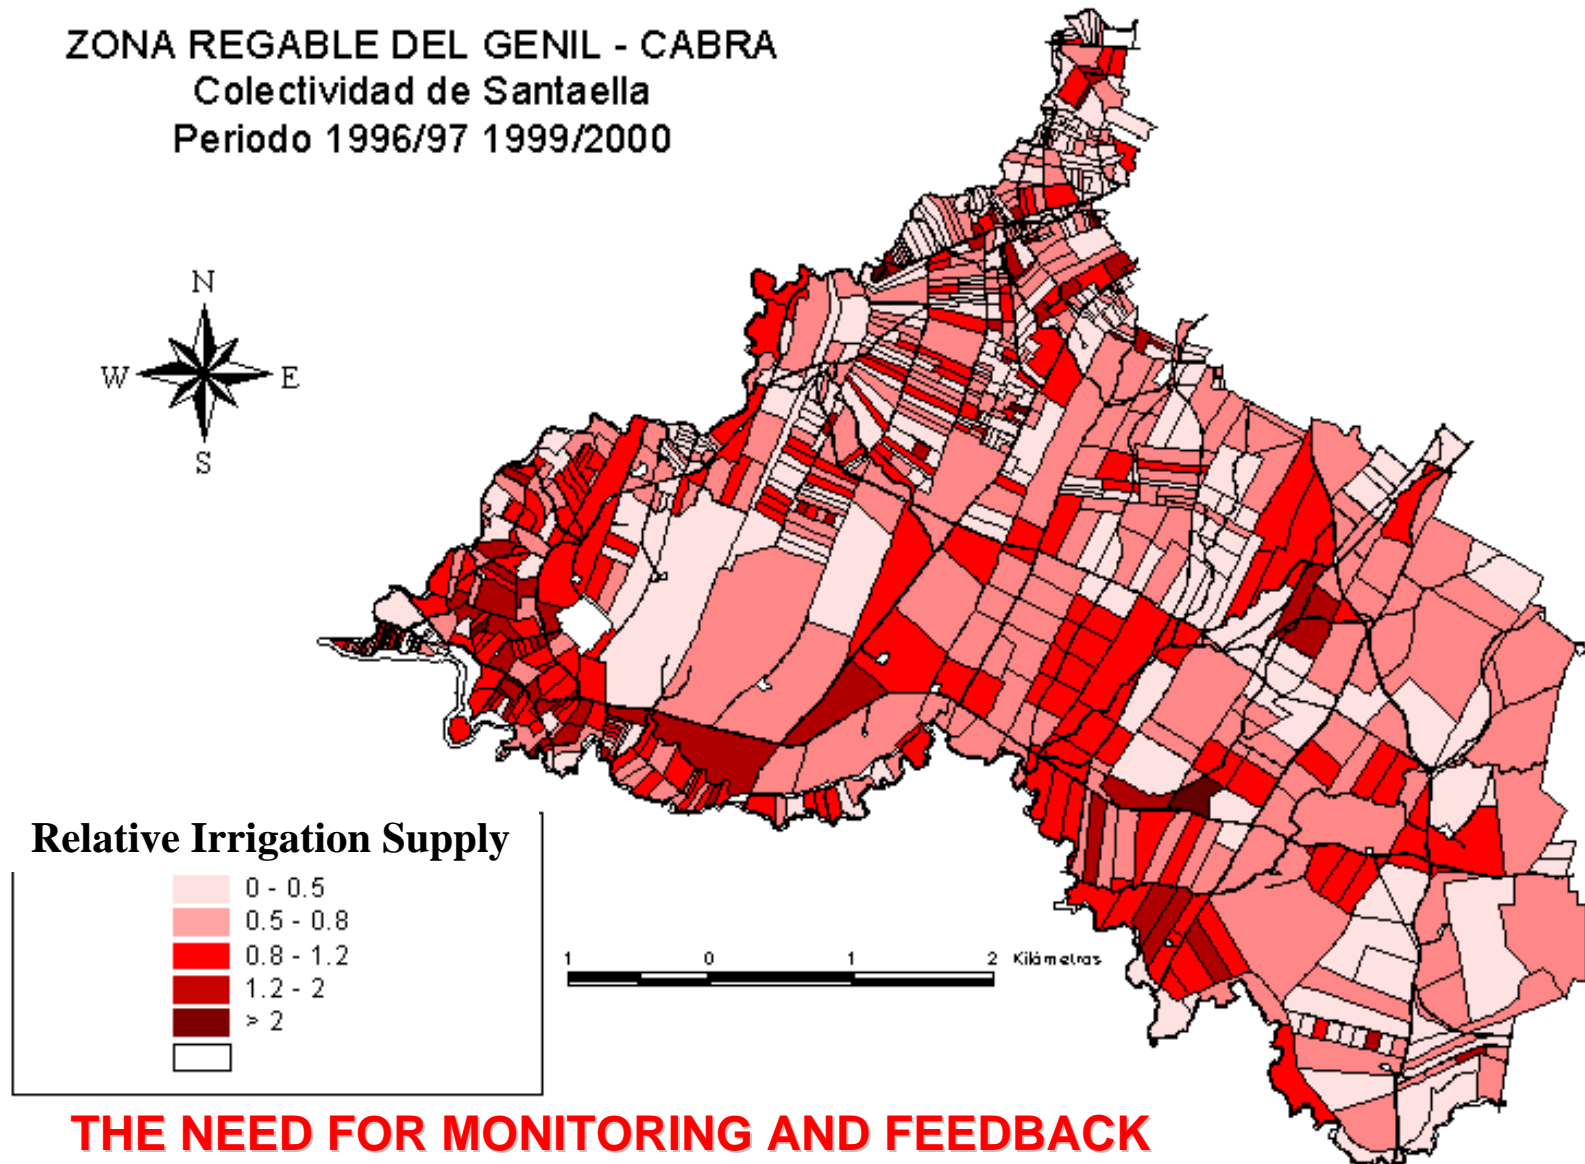 ZONA REGABLE DEL GENIL - CABRA
Colectividad de Santaella
Periodo 1996/97 1999/2000
N
W
E
S
Relative Irrigation Supply
0 - 0.5
0.5 - 0.8
0.8 - 1.2
1.2 - 2
> 2
1 0 1 2 Kilómetros
THE NEED FOR MONITORING AND FEEDBACK